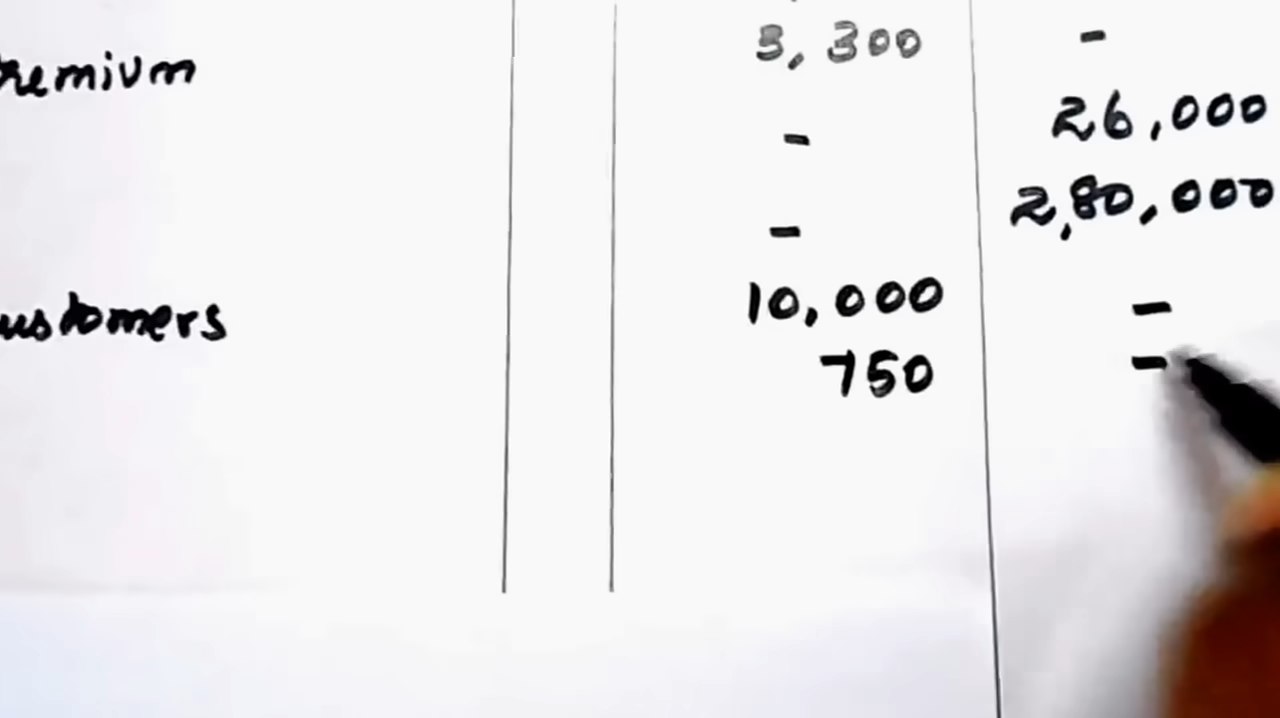 remium 5,300 -
- 26,000
- 2,80,000
ustomers 10,000 -
750 -